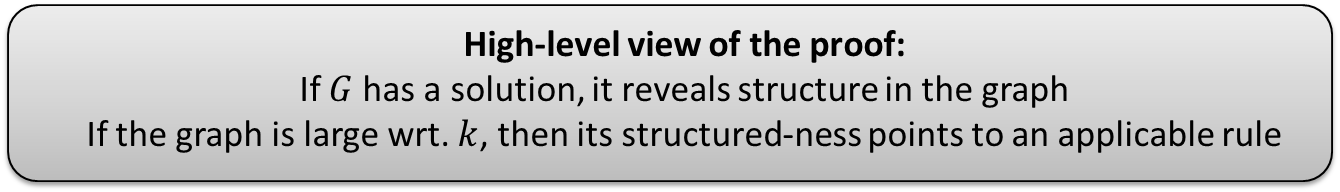 High-level view of the proof:
If G has a solution, it reveals structure in the graph
If the graph is large wrt. k, then its structured-ness points to an applicable rule